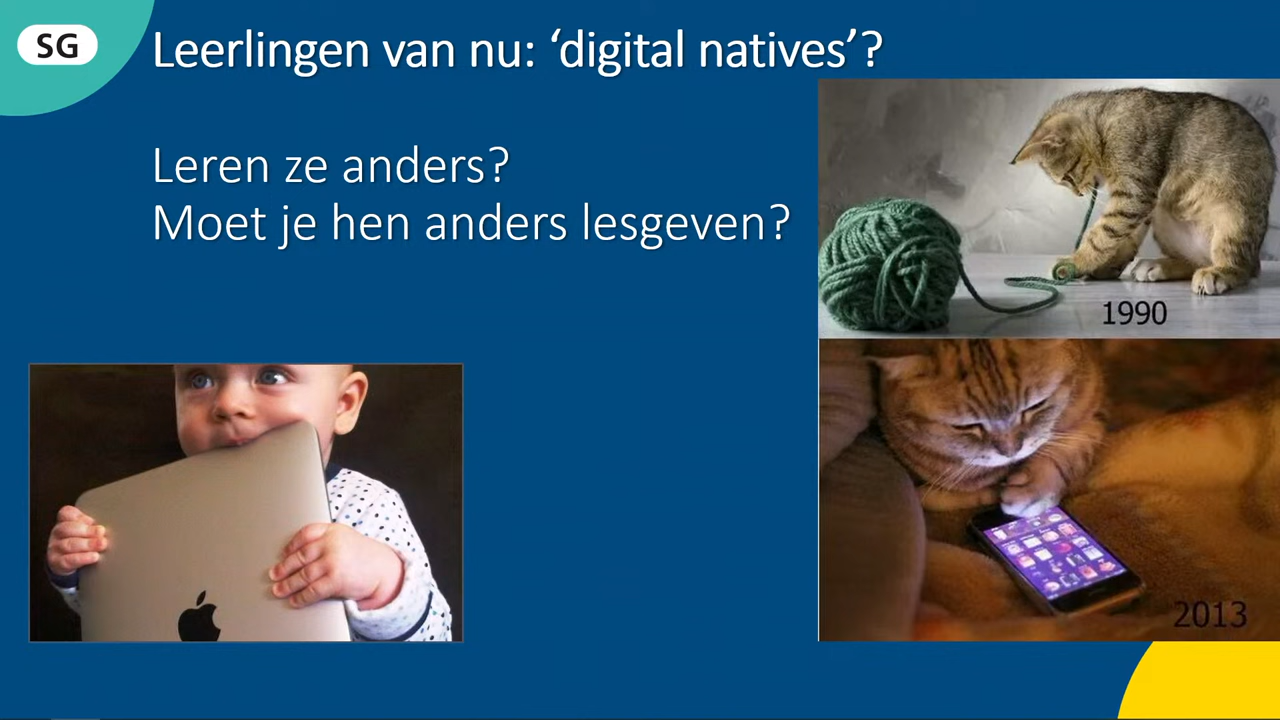 SG
Leerlingen van nu: ‘digital natives’?
Leren ze anders?
Moet je hen anders lesgeven?
1990
2013